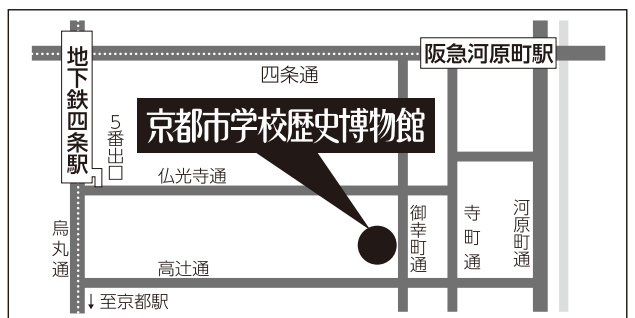 地下鉄四条駅
阪急河原町駅
四条通
5番出口
京都市学校歴史博物館
仏光寺通
烏丸通
高辻通
御幸町通
寺町通
河原町通
↓至京都駅